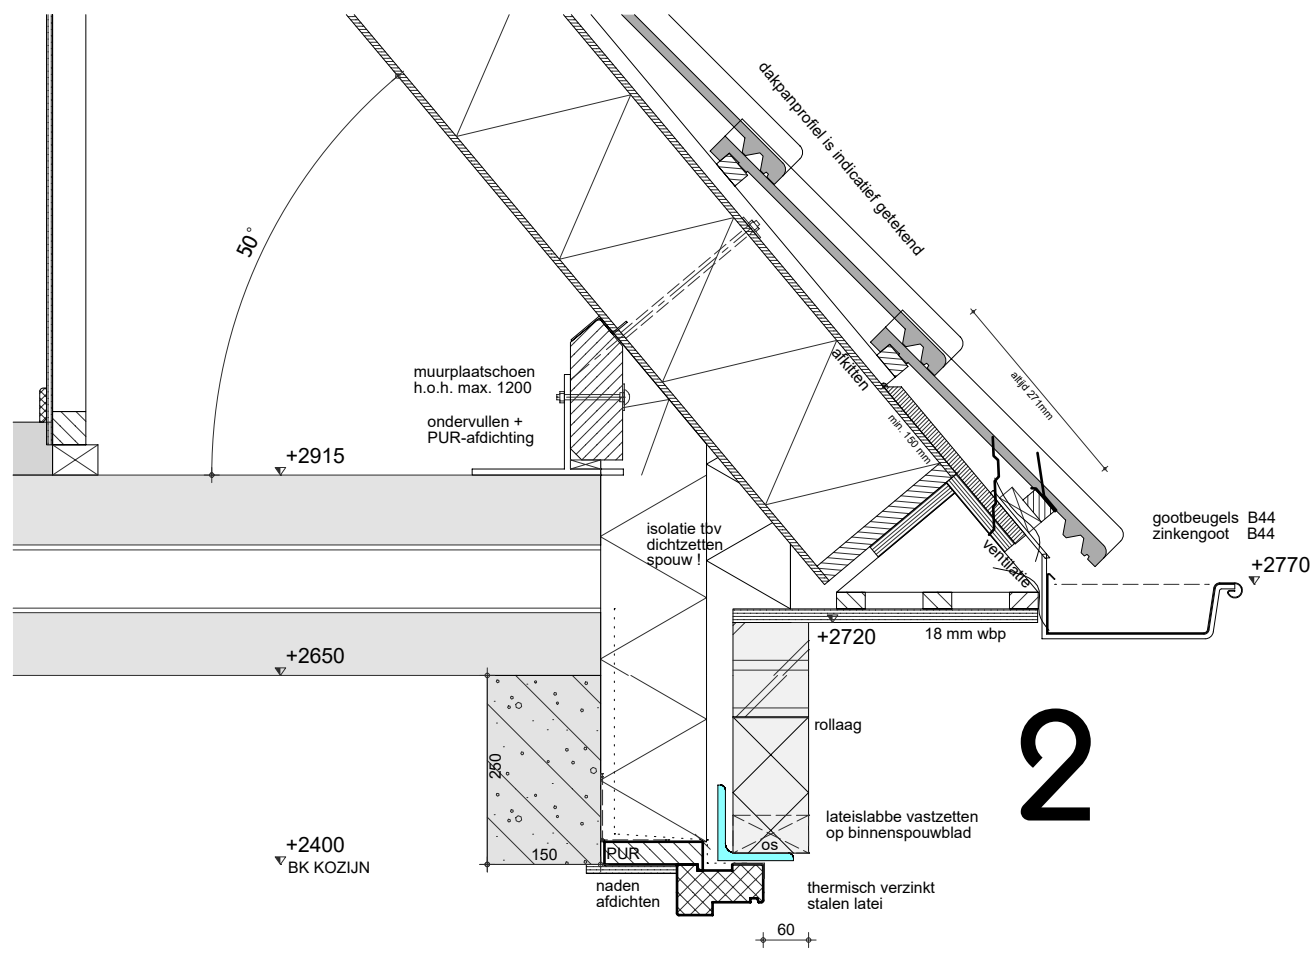 dakpanprofiel is indicatief getekend
50°
afkitten
altijd 271mm
muurplaatschoen
h.o.h. max. 1200
ondervullen +
PUR-afdichting
min. 150 mm
+2915
isolatie tbv
dichtzetten
spouw !
ventilatie
gootbeugels B44
zinkengoot B44
+2770
+2720
18 mm wbp
+2650
rollaag
2
250
lateislabbe vastzetten
op binnenspouwblad
+2400
BK KOZIJN
150
PUR
os
naden
afdichten
thermisch verzinkt
stalen latei
60